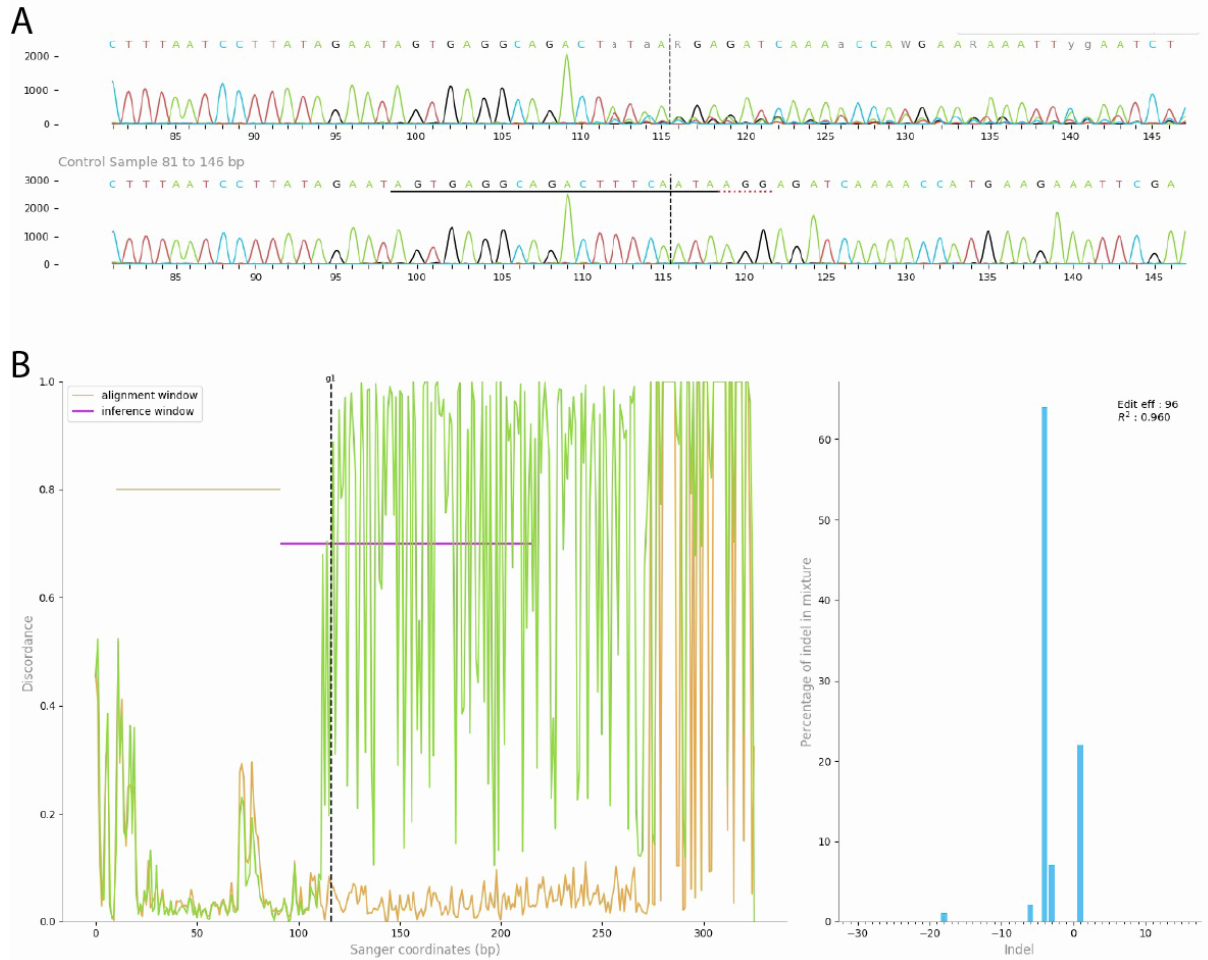 A
C T T T A A T C C T T A T A G A A T A G T G A G G C A G A C T a T a A R G A G A T C A A A a C C A W G A A R A A A T T y g A A T C T
2000
1000
0
85 90 95 100 105 110 115 120 125 130 135 140 145
Control Sample 81 to 146 bp
3000
C T T T A A T C C T T A T A G A A T A G T G A G G C A G A C T T T C A A T A A G G A G A T C A A A A C C A T G A A G A A A T T C G A
2000
1000
0
85 90 95 100 105 110 115 120 125 130 135 140 145
B
g1
alignment window
inference window
Discordance
1.0
0.8
0.6
0.4
0.2
0.0
0 50 100 150 200 250 300
Sanger coordinates (bp)
Edit eff : 96
R² : 0.960
Percentage of indel in mixture
60
50
40
30
20
10
0
−30 −20 −10 0 10
Indel